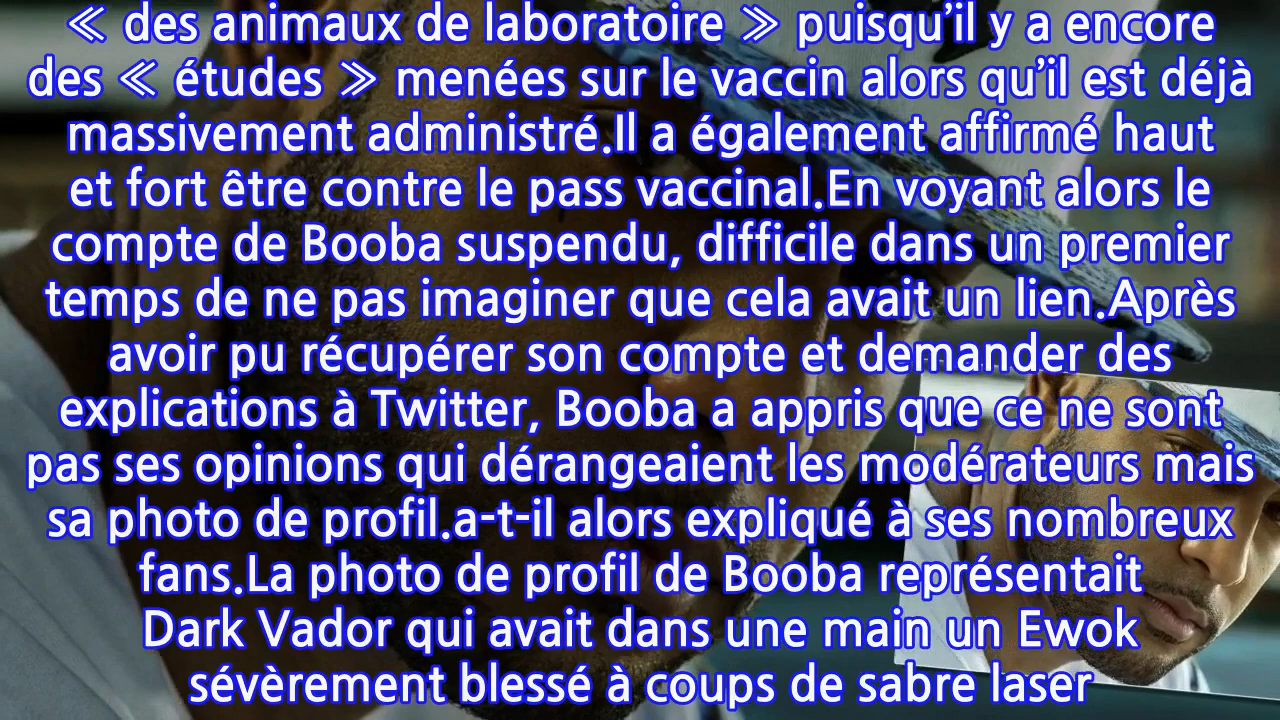 ≪ des animaux de laboratoire ≫ puisqu’il y a encore
des ≪ études ≫ menées sur le vaccin alors qu’il est déjà
massivement administré.Il a également affirmé haut
et fort être contre le pass vaccinal.En voyant alors le
compte de Booba suspendu, difficile dans un premier
temps de ne pas imaginer que cela avait un lien.Après
avoir pu récupérer son compte et demander des
explications à Twitter, Booba a appris que ce ne sont
pas ses opinions qui dérangeaient les modérateurs mais
sa photo de profil.a-t-il alors expliqué à ses nombreux
fans.La photo de profil de Booba représentait
Dark Vador qui avait dans une main un Ewok
sévèrement blessé à coups de sabre laser